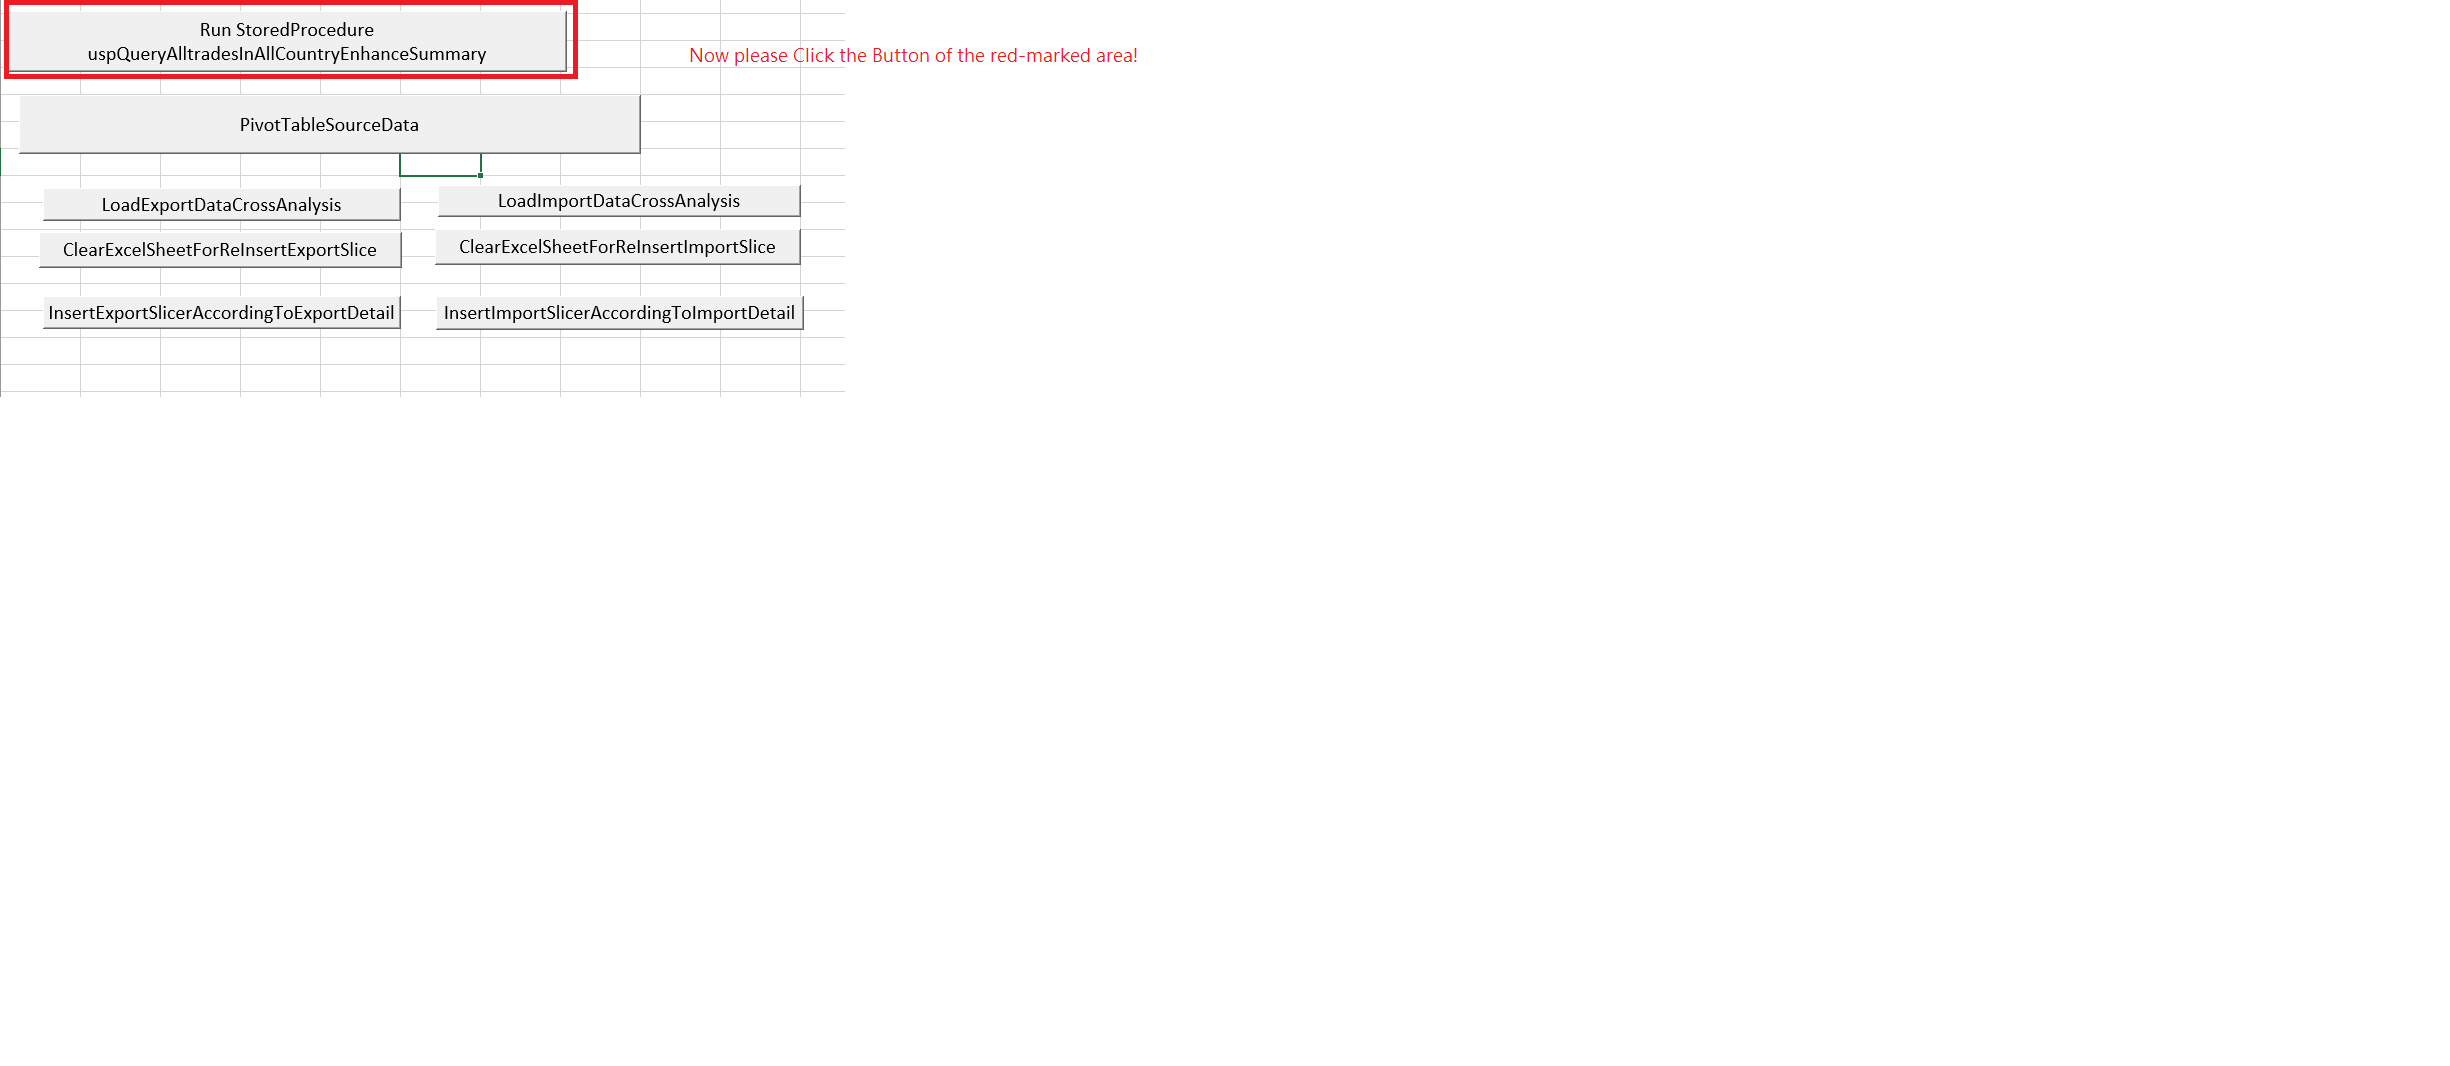 Run StoredProcedure
uspQueryAlltradesInAllCountryEnhanceSummary
Now please Click the Button of the red-marked area!
PivotTableSourceData
LoadExportDataCrossAnalysis
LoadImportDataCrossAnalysis
ClearExcelSheetForReInsertExportSlice
ClearExcelSheetForReInsertImportSlice
InsertExportSlicerAccordingToExportDetail
InsertImportSlicerAccordingToImportDetail